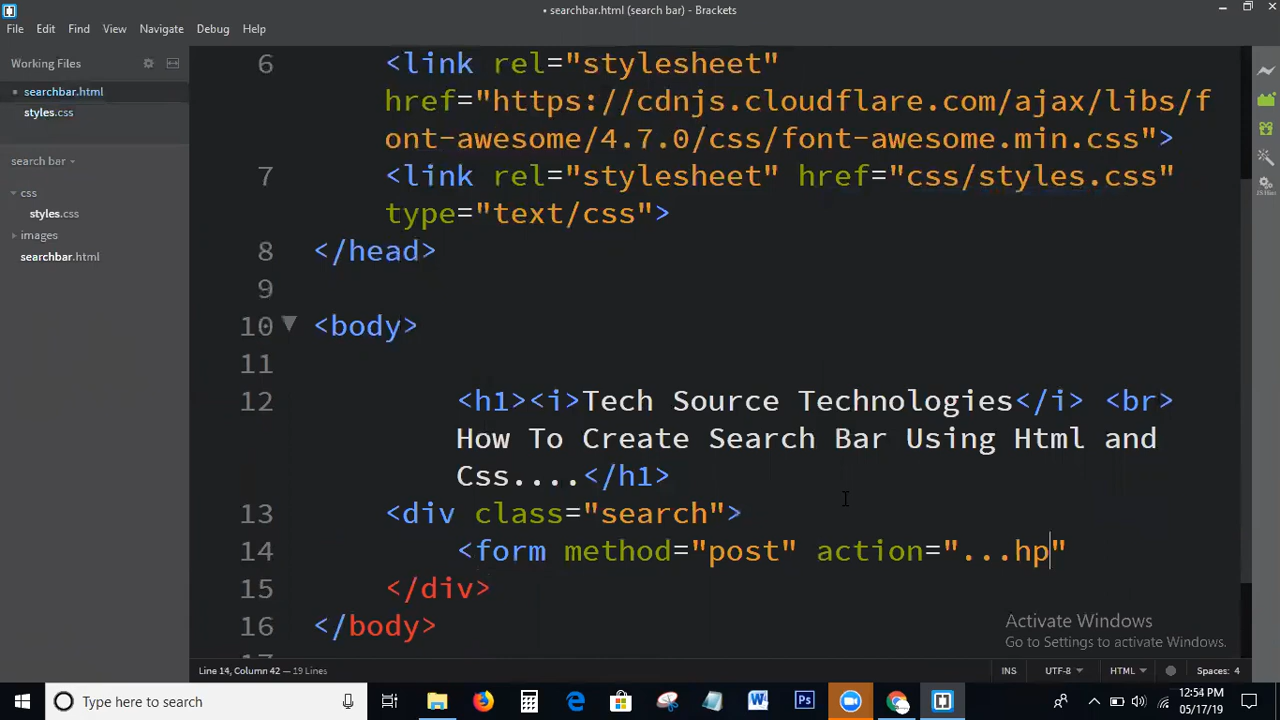 • searchbar.html (search bar) - Brackets
File Edit Find View Navigate Debug Help
Working Files
• searchbar.html
styles.css
search bar
css
styles.css
images
searchbar.html
6 <link rel="stylesheet"
href="https://cdnjs.cloudflare.com/ajax/libs/f
ont-awesome/4.7.0/css/font-awesome.min.css">
7 <link rel="stylesheet" href="css/styles.css"
type="text/css">
8 </head>
9
10 <body>
11
12 <h1><i>Tech Source Technologies</i> <br>
How To Create Search Bar Using Html and
Css....</h1>
13 <div class="search">
14 <form method="post" action="...hp"
15 </div>
16 </body>
Activate Windows
Go to Settings to activate Windows.
Line 14, Column 42 — 19 Lines
INS UTF-8 HTML Spaces: 4
Type here to search
12:54 PM
05/17/19